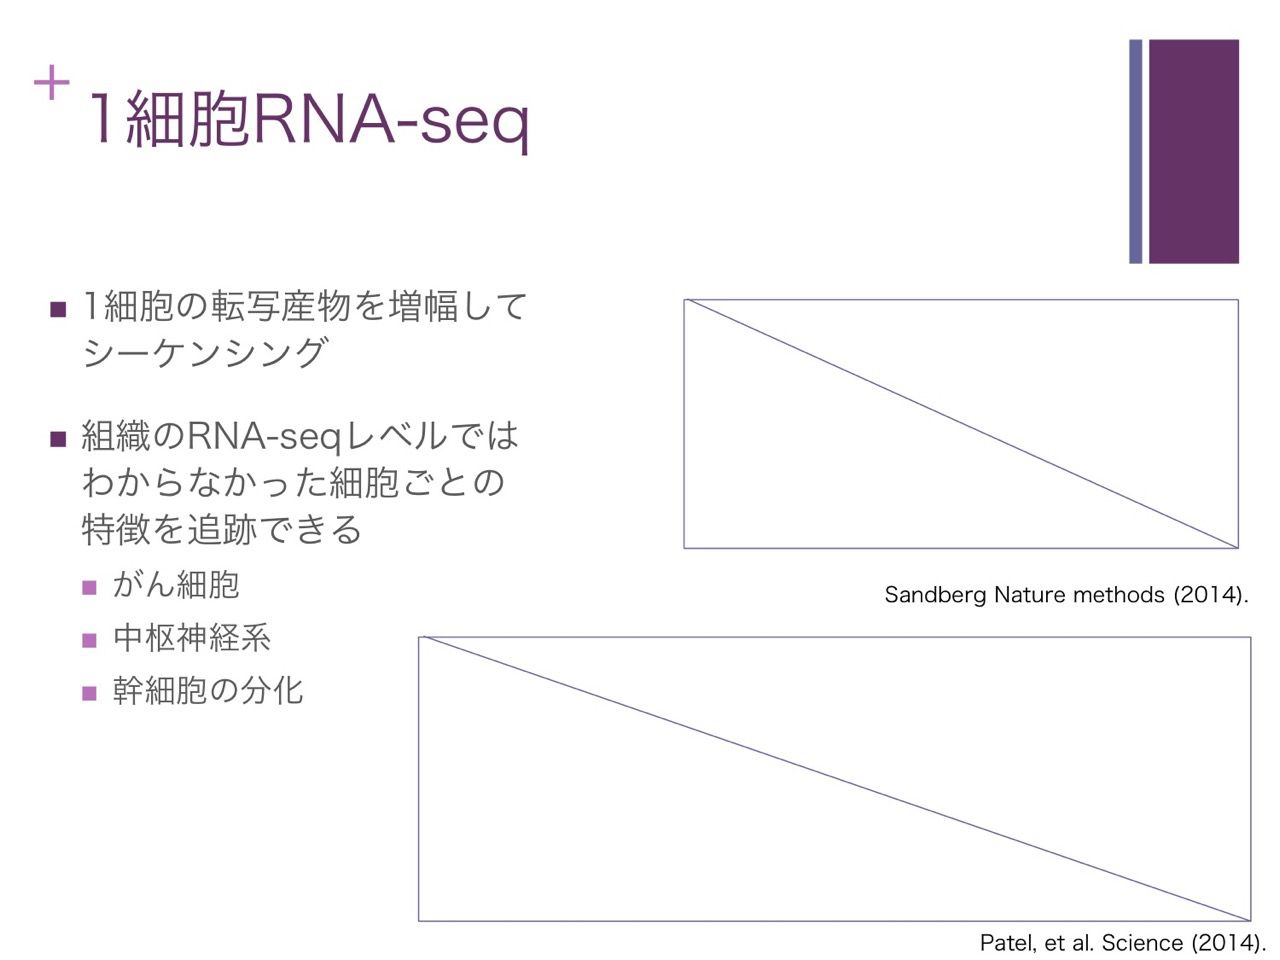 +
1細胞RNA-seq
■ 1細胞の転写産物を増幅して
シーケンシング
■ 組織のRNA-seqレベルでは
わからなかった細胞ごとの
特徴を追跡できる
■ がん細胞
■ 中枢神経系
■ 幹細胞の分化
Sandberg Nature methods (2014).
Patel, et al. Science (2014).